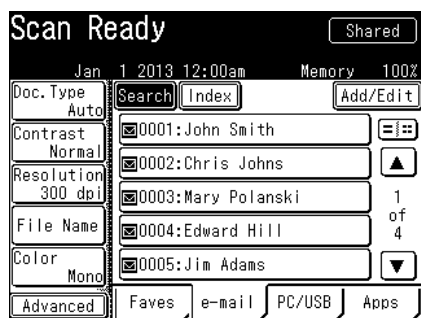 Scan Ready
Shared
Jan 1 2013 12:00am Memory 100%
Doc.Type
Auto
Contrast
Normal
Resolution
300 dpi
File Name
Color
Mono
Advanced
Search Index Add/Edit
0001:John Smith
0002:Chris Johns
0003:Mary Polanski
0004:Edward Hill
0005:Jim Adams
1
of
4
Faves e-mail PC/USB Apps